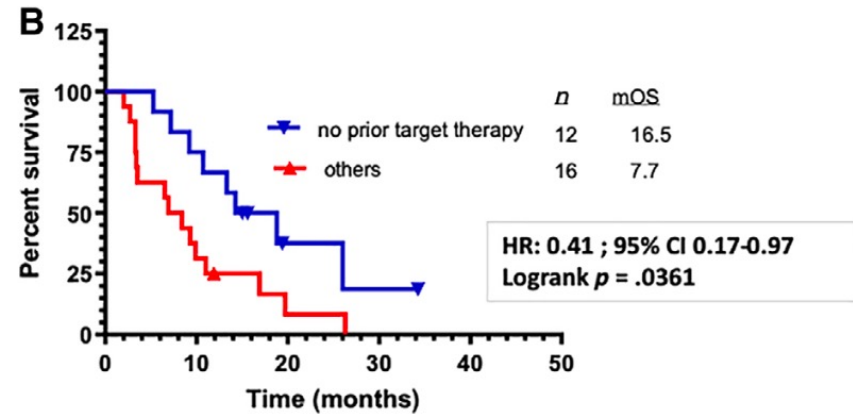 B
125
100
75
50
25
0
Percent survival
n mOS
no prior target therapy 12 16.5
others 16 7.7
HR: 0.41 ; 95% CI 0.17-0.97
Logrank p = .0361
0 10 20 30 40 50
Time (months)